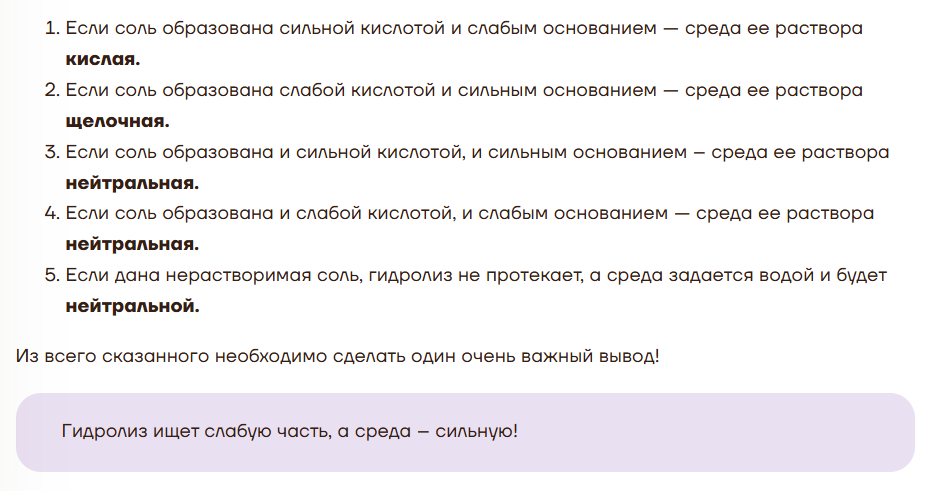 1. Если соль образована сильной кислотой и слабым основанием — среда ее раствора
кислая.
2. Если соль образована слабой кислотой и сильным основанием — среда ее раствора
щелочная.
3. Если соль образована и сильной кислотой, и сильным основанием – среда ее раствора
нейтральная.
4. Если соль образована и слабой кислотой, и слабым основанием — среда ее раствора
нейтральная.
5. Если дана нерастворимая соль, гидролиз не протекает, а среда задается водой и будет
нейтральной.
Из всего сказанного необходимо сделать один очень важный вывод!
Гидролиз ищет слабую часть, а среда – сильную!